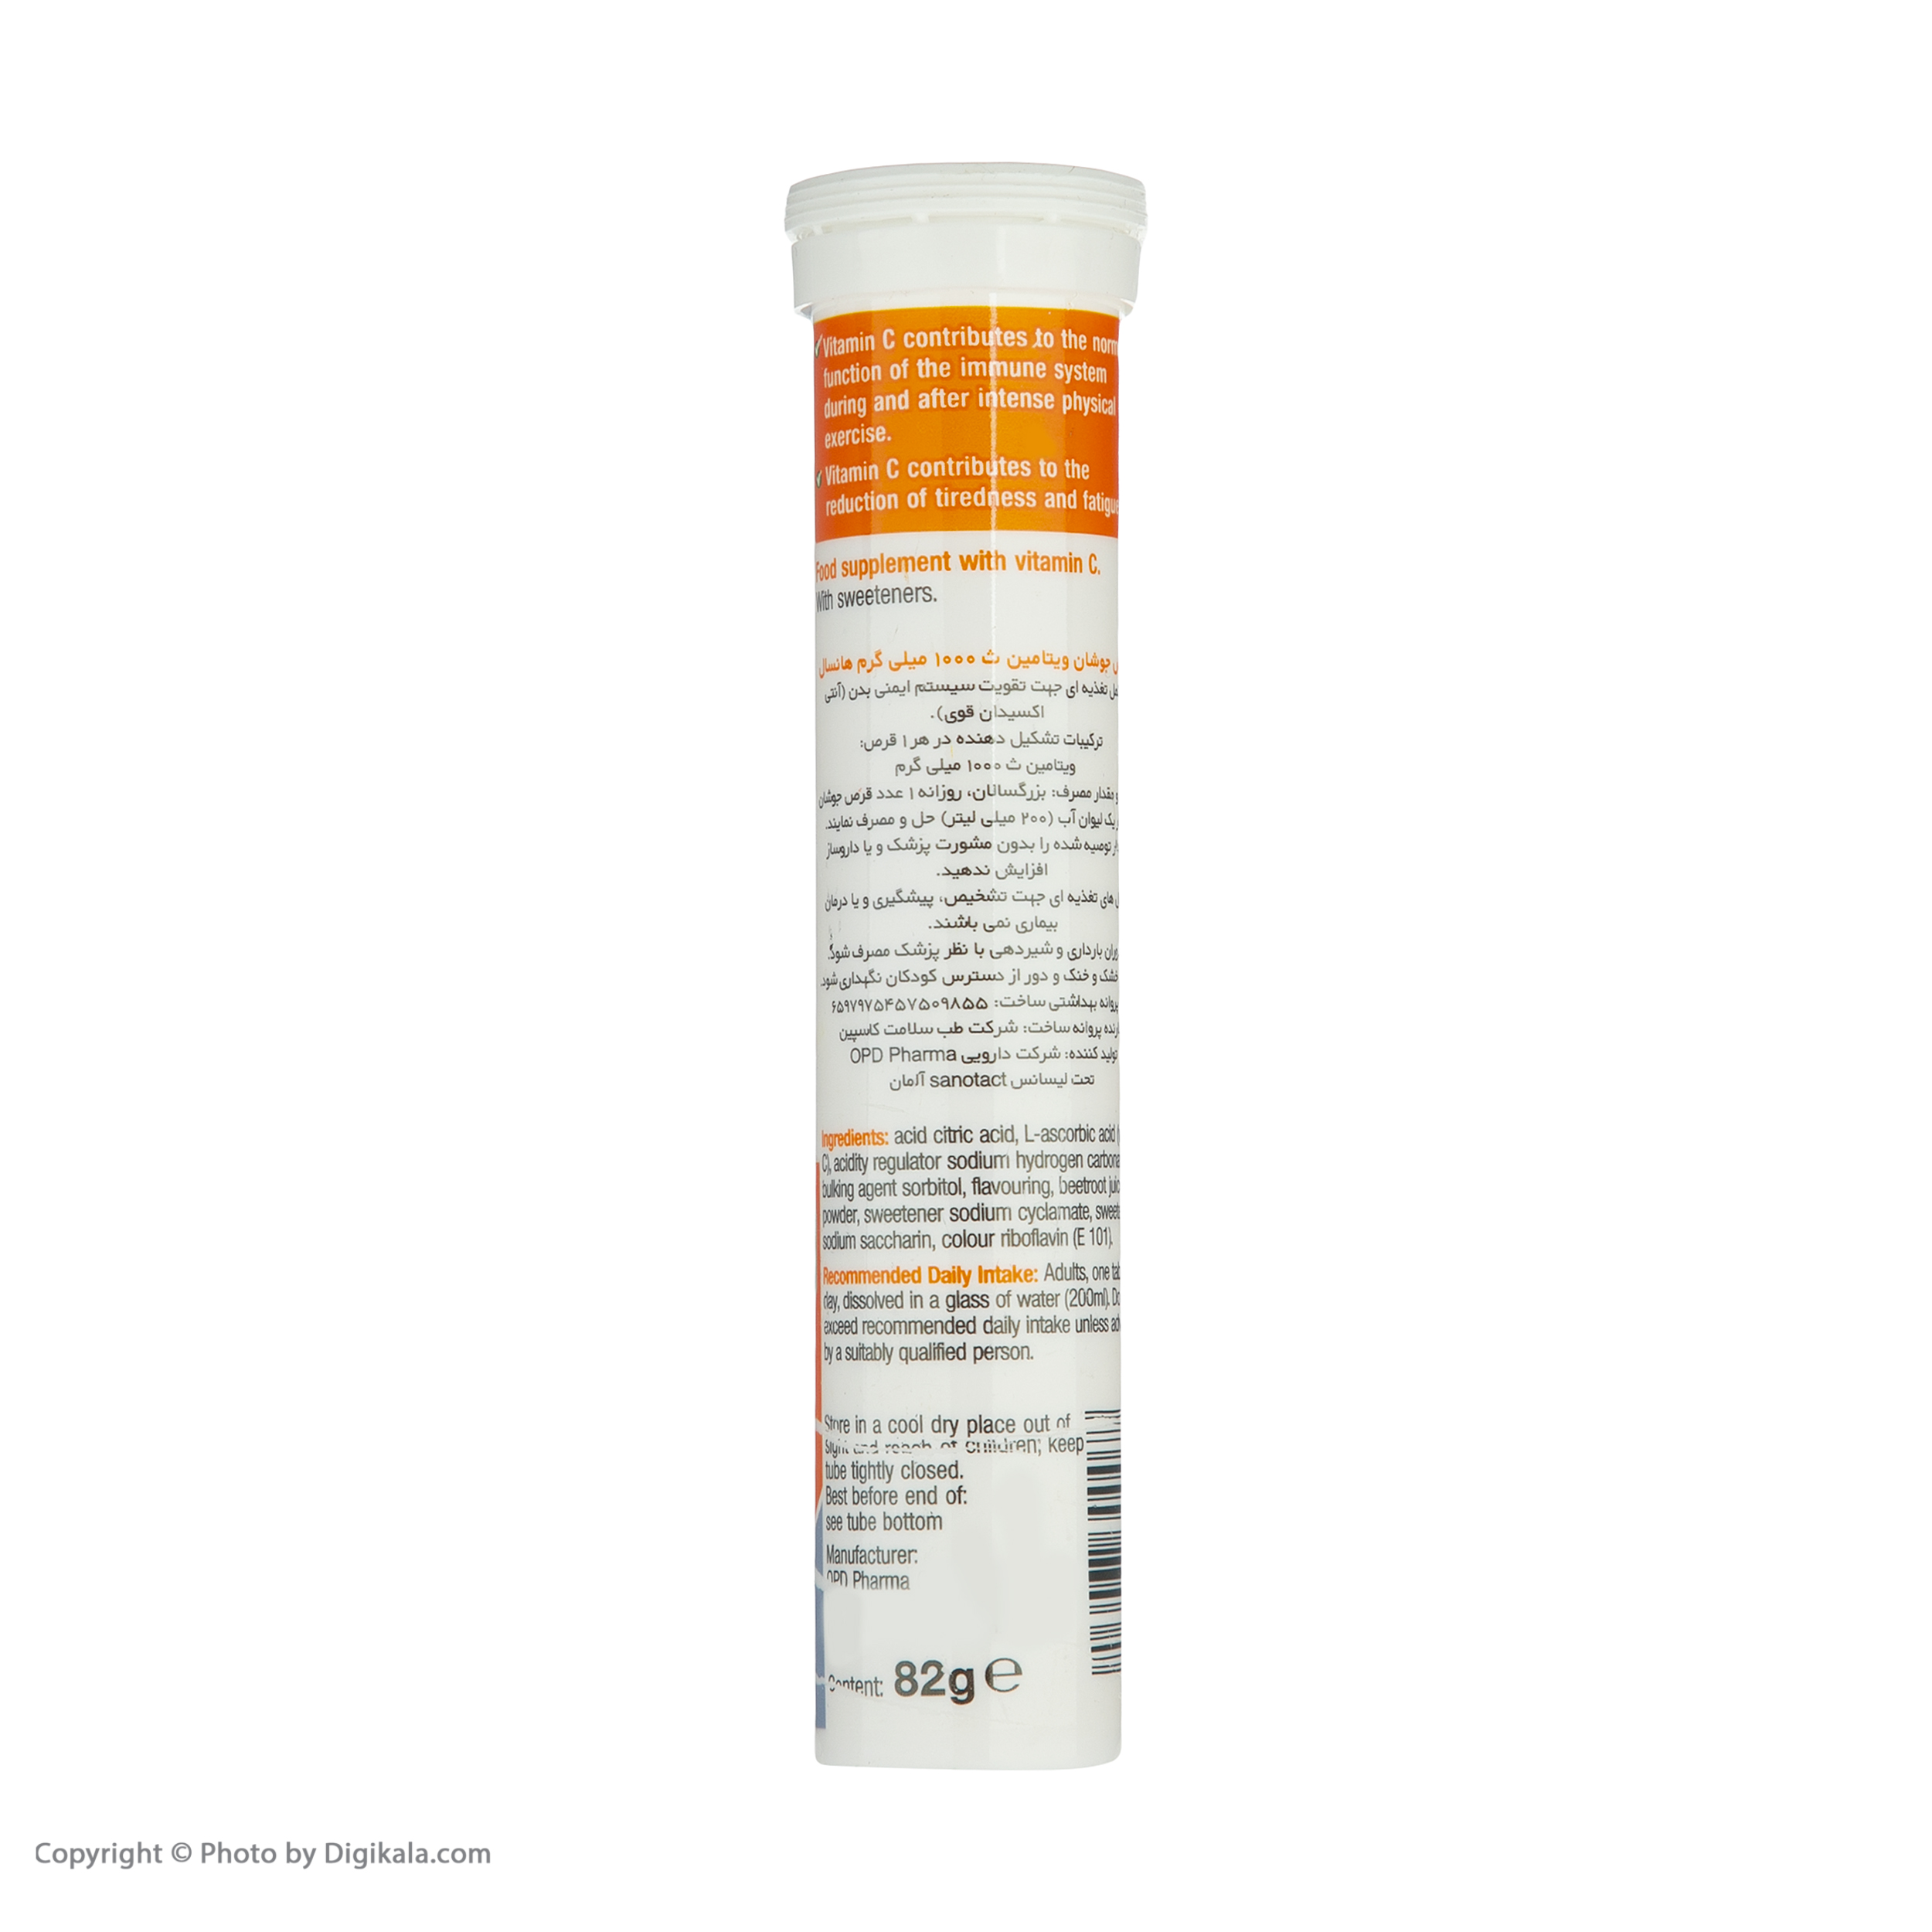 Vitamin C contributes to the
function of the immune system
during and after intense physical
exercise.
Vitamin C contributes to the
reduction of tiredness and fatigue
Food supplement with vitamin C.
With sweeteners.
جوشان ویتامین ث ۱۰۰۰ میلی گرم هانسال
تغذیه ای جهت تقویت سیستم ایمنی بدن (آنتی
اکسیدان قوی).
ترکیبات تشکیل دهنده در هر ۱ قرص:
ویتامین ث ۱۰۰۰ میلی گرم
و مقدار مصرف: بزرگسالان، روزانه ۱ عدد قرص جوشان
یک لیوان آب (۲۰۰ میلی لیتر) حل و مصرف نمایند.
توصیه شده را بدون مشورت پزشک و یا داروساز
افزایش ندهید.
های تغذیه ای جهت تشخیص، پیشگیری و یا درمان
بیماری نمی باشند.
بارداری و شیردهی با نظر پزشک مصرف شود.
خشک و خنک و دور از دسترس کودکان نگهداری شود.
پروانه بهداشتی ساخت: ۶۵۹۷۹۷۵۴۵۷۵۰۹۸۵۵
پروانه ساخت: شرکت طب سلامت کاسپین
تولید کننده: شرکت دارویی OPD Pharma
تحت لیسانس sanotact آلمان
Ingredients: acid citric acid, L-ascorbic acid
C), acidity regulator sodium hydrogen
bulking agent sorbitol, flavouring, beetroot
powder, sweetener sodium cyclamate,
sodium saccharin, colour riboflavin (E 101).
Recommended Daily Intake: Adults, one
day, dissolved in a glass of water (200ml).
axceed recommended daily intake unless
by a suitably qualified person.
Store in a cool dry place out of
sight and reach of children; keep
tube tightly closed.
Best before end of:
see tube bottom
Manufacturer:
OPD Pharma
Content: 82g e
Copyright © Photo by Digikala.com